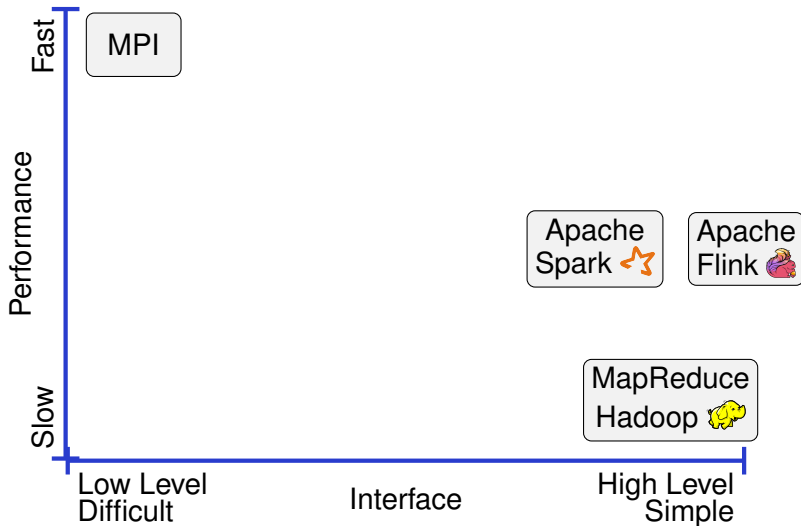 Fast
MPI
Performance
Apache
Spark
Apache
Flink
MapReduce
Hadoop
Slow
Low Level
Difficult
Interface
High Level
Simple